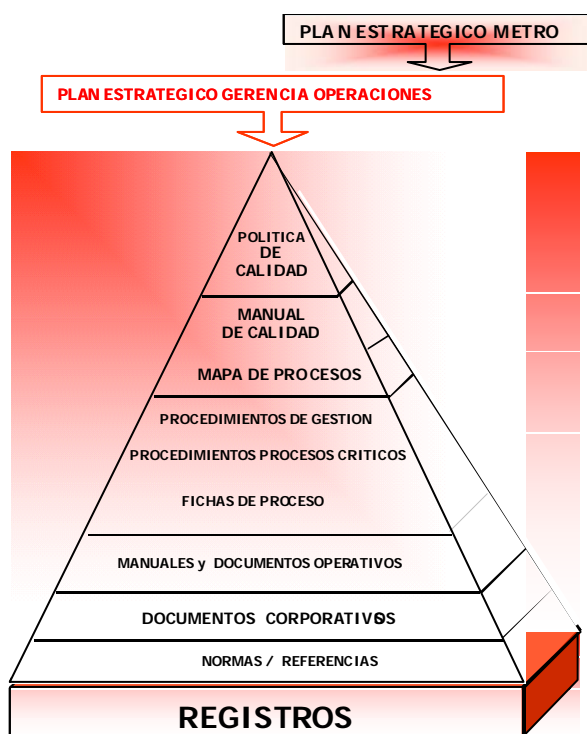 PLAN ESTRATEGICO METRO
PLAN ESTRATEGICO GERENCIA OPERACIONES
POLITICA
DE
CALIDAD
MANUAL
DE CALIDAD
MAPA DE PROCESOS
PROCEDIMIENTOS DE GESTION
PROCEDIMIENTOS PROCESOS CRITICOS
FICHAS DE PROCESO
MANUALES y DOCUMENTOS OPERATIVOS
DOCUMENTOS CORPORATIVOS
NORMAS / REFERENCIAS
REGISTROS